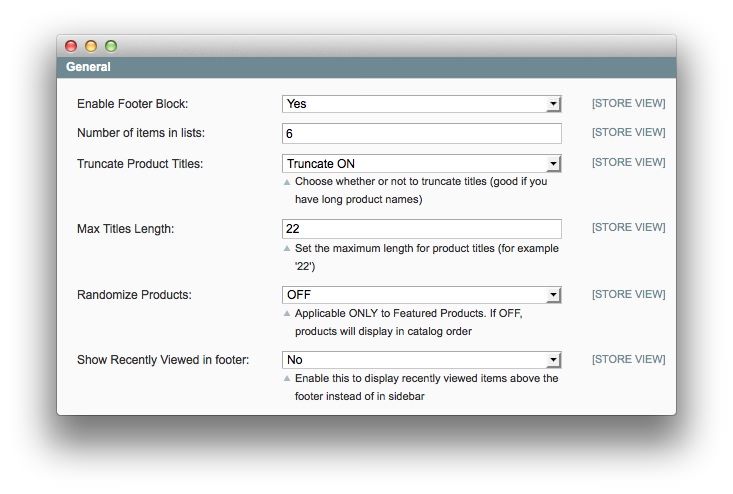 General
Enable Footer Block: Yes [STORE VIEW]
Number of items in lists: 6 [STORE VIEW]
Truncate Product Titles: Truncate ON [STORE VIEW]
Choose whether or not to truncate titles (good if you
have long product names)
Max Titles Length: 22 [STORE VIEW]
Set the maximum length for product titles (for example
'22')
Randomize Products: OFF [STORE VIEW]
Applicable ONLY to Featured Products. If OFF,
products will display in catalog order
Show Recently Viewed in footer: No [STORE VIEW]
Enable this to display recently viewed items above the
footer instead of in sidebar